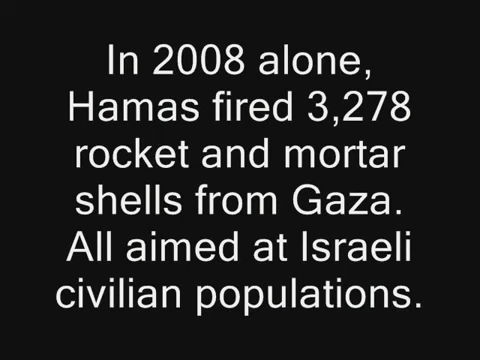 In 2008 alone,
Hamas fired 3,278
rocket and mortar
shells from Gaza.
All aimed at Israeli
civilian populations.